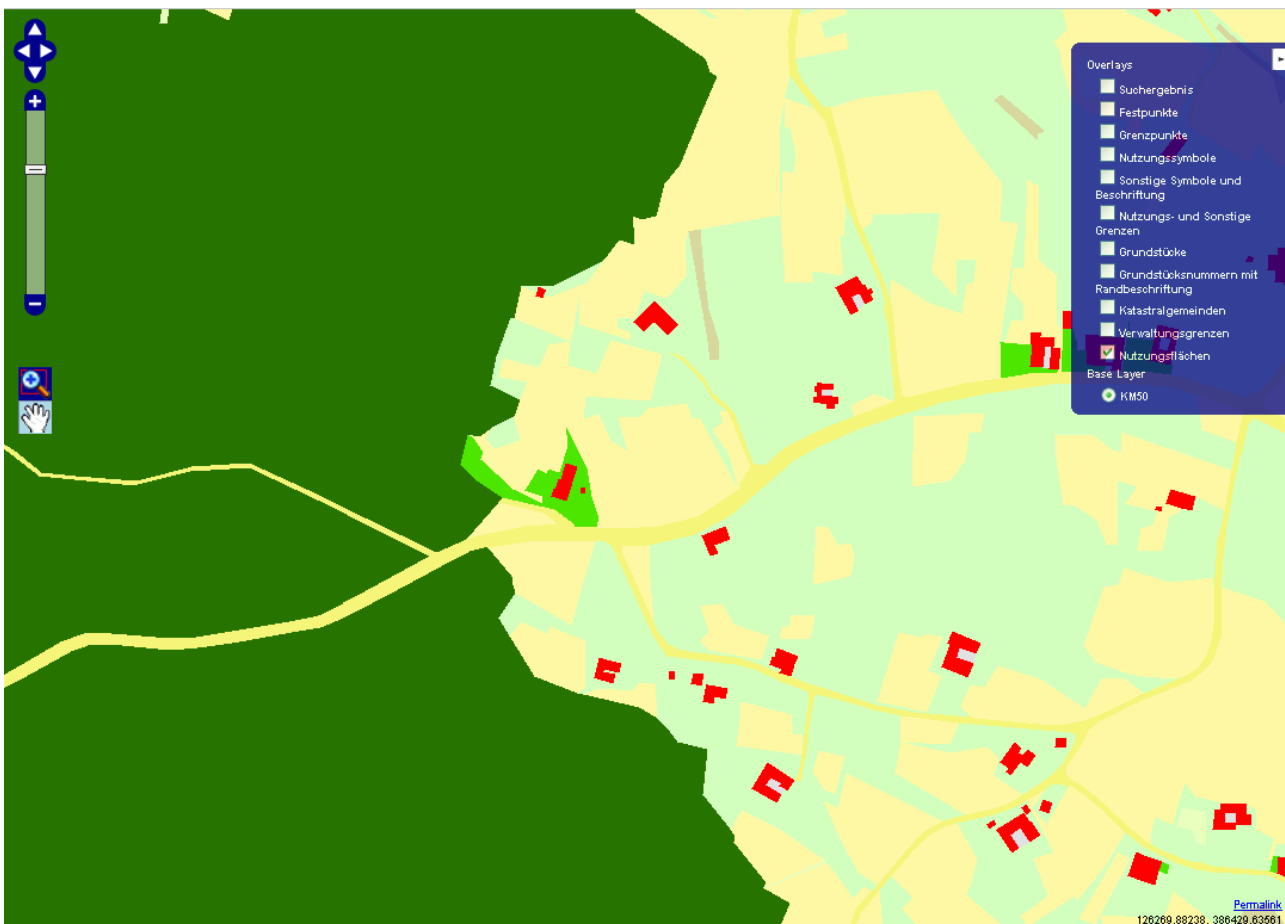 Overlays
Suchergebnis
Festpunkte
Grenzpunkte
Nutzungssymbole
Sonstige Symbole und
Beschriftung
Nutzungs- und Sonstige
Grenzen
Grundstücke
Grundstücksnummern mit
Randbeschriftung
Katastralgemeinden
Verwaltungsgrenzen
Nutzungsflächen
Base Layer
KM50
Permalink
126269.88238, 386429.63561